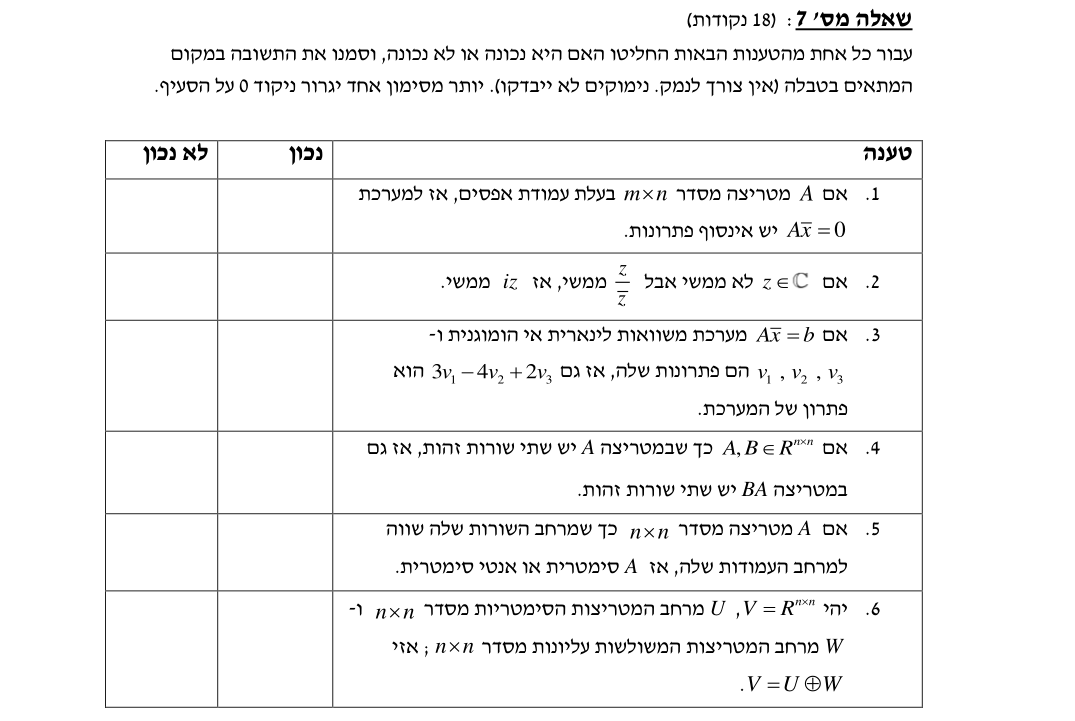 שאלה מס׳ 7 : (18 נקודות)
עבור כל אחת מהטענות הבאות החליטו האם היא נכונה או לא נכונה, וסמנו את התשובה במקום
המתאים בטבלה (אין צורך לנמק. נימוקים לא ייבדקו). יותר מסימון אחד יגרור ניקוד 0 על הסעיף.
טענה נכון לא נכון
1. אם A מטריצה מסדר m×n בעלת עמודת אפסים, אז למערכת
Ax̅ = 0 יש אינסוף פתרונות.
2. אם z ∈ ℂ לא ממשי אבל z/z̅ ממשי, אז iz ממשי.
3. אם Ax̅ = b מערכת משוואות לינארית אי הומוגנית ו-
v₁ , v₂ , v₃ הם פתרונות שלה, אז גם 3v₁ − 4v₂ + 2v₃ הוא
פתרון של המערכת.
4. אם A, B ∈ Rⁿˣⁿ כך שבמטריצה A יש שתי שורות זהות, אז גם
במטריצה BA יש שתי שורות זהות.
5. אם A מטריצה מסדר n×n כך שמרחב השורות שלה שווה
למרחב העמודות שלה, אז A סימטרית או אנטי סימטרית.
6. יהי V = Rⁿˣⁿ, U מרחב המטריצות הסימטריות מסדר n×n ו-
W מרחב המטריצות המשולשות עליונות מסדר n×n ; אזי
V = U ⊕ W.